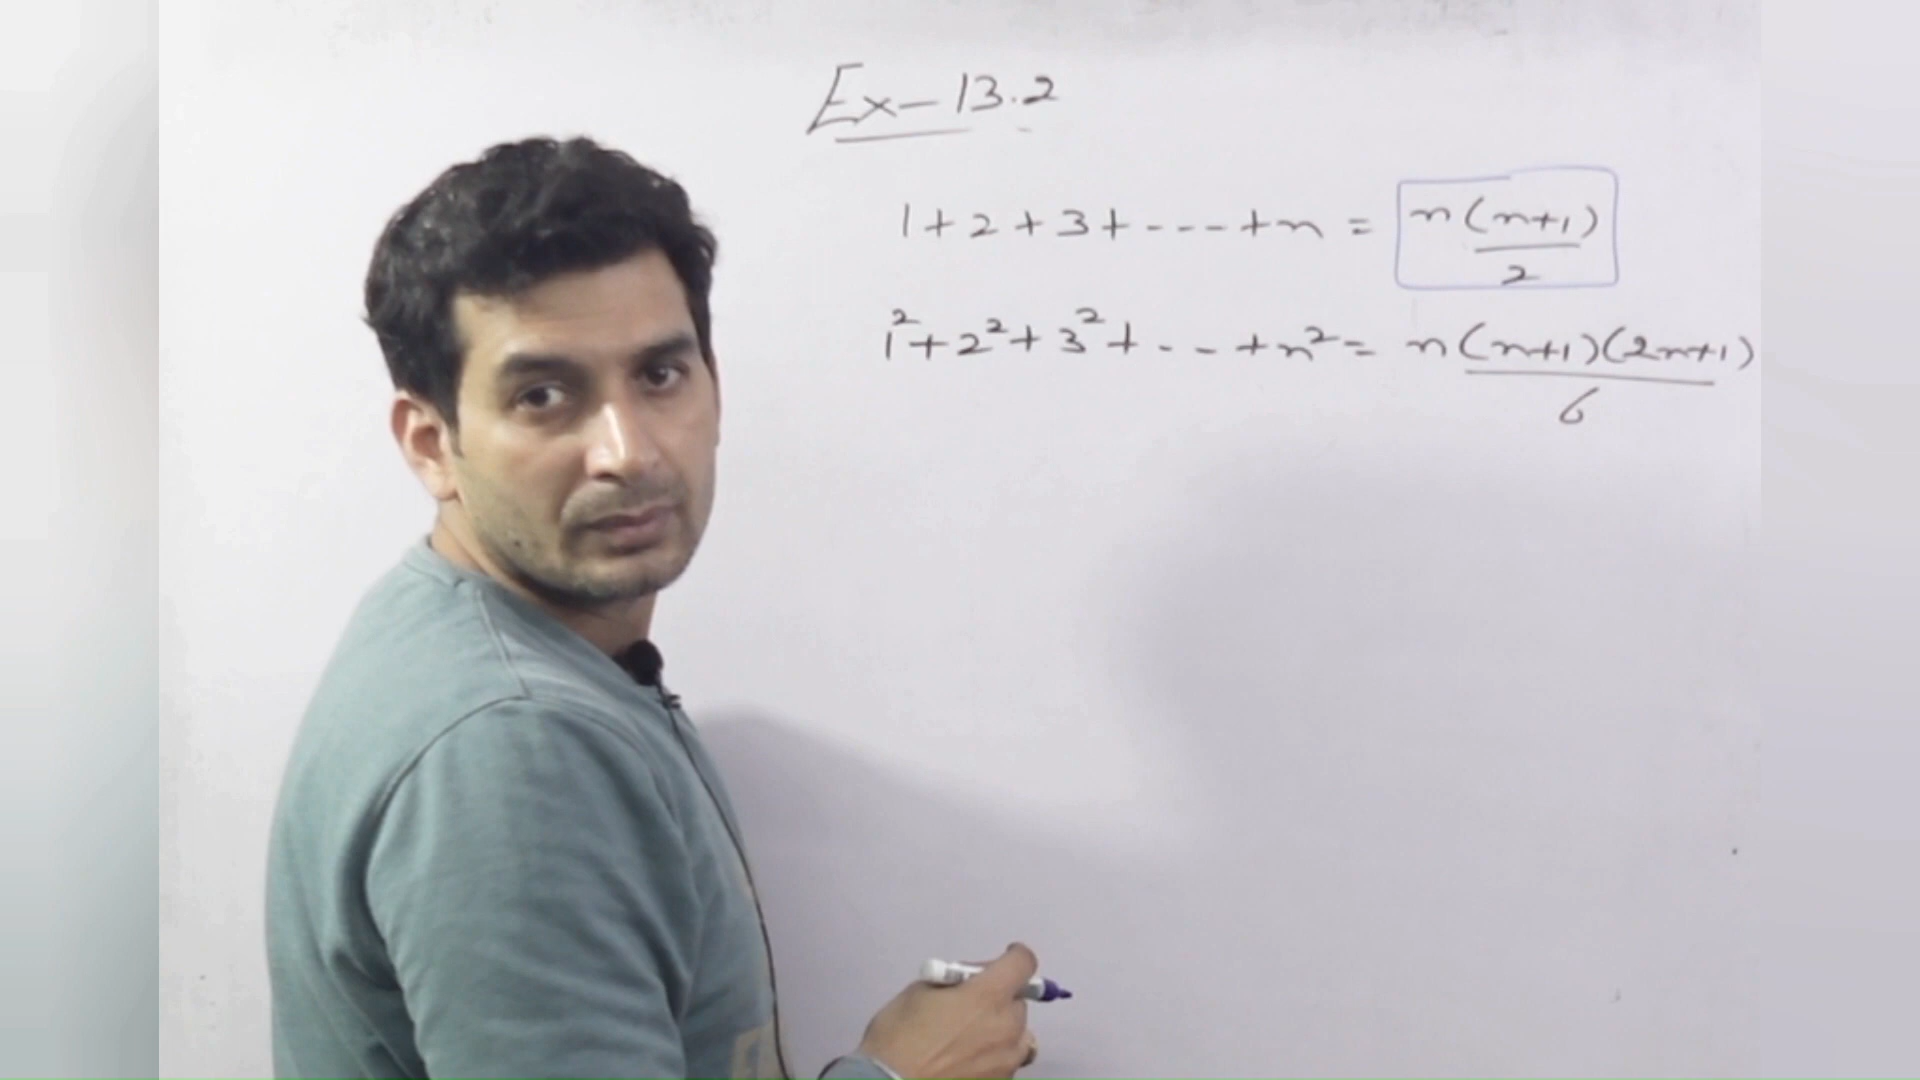 Ex-13.2
1+2+3+----+n = n(n+1)/2
1²+2²+3²+---+n² = n(n+1)(2n+1)/6